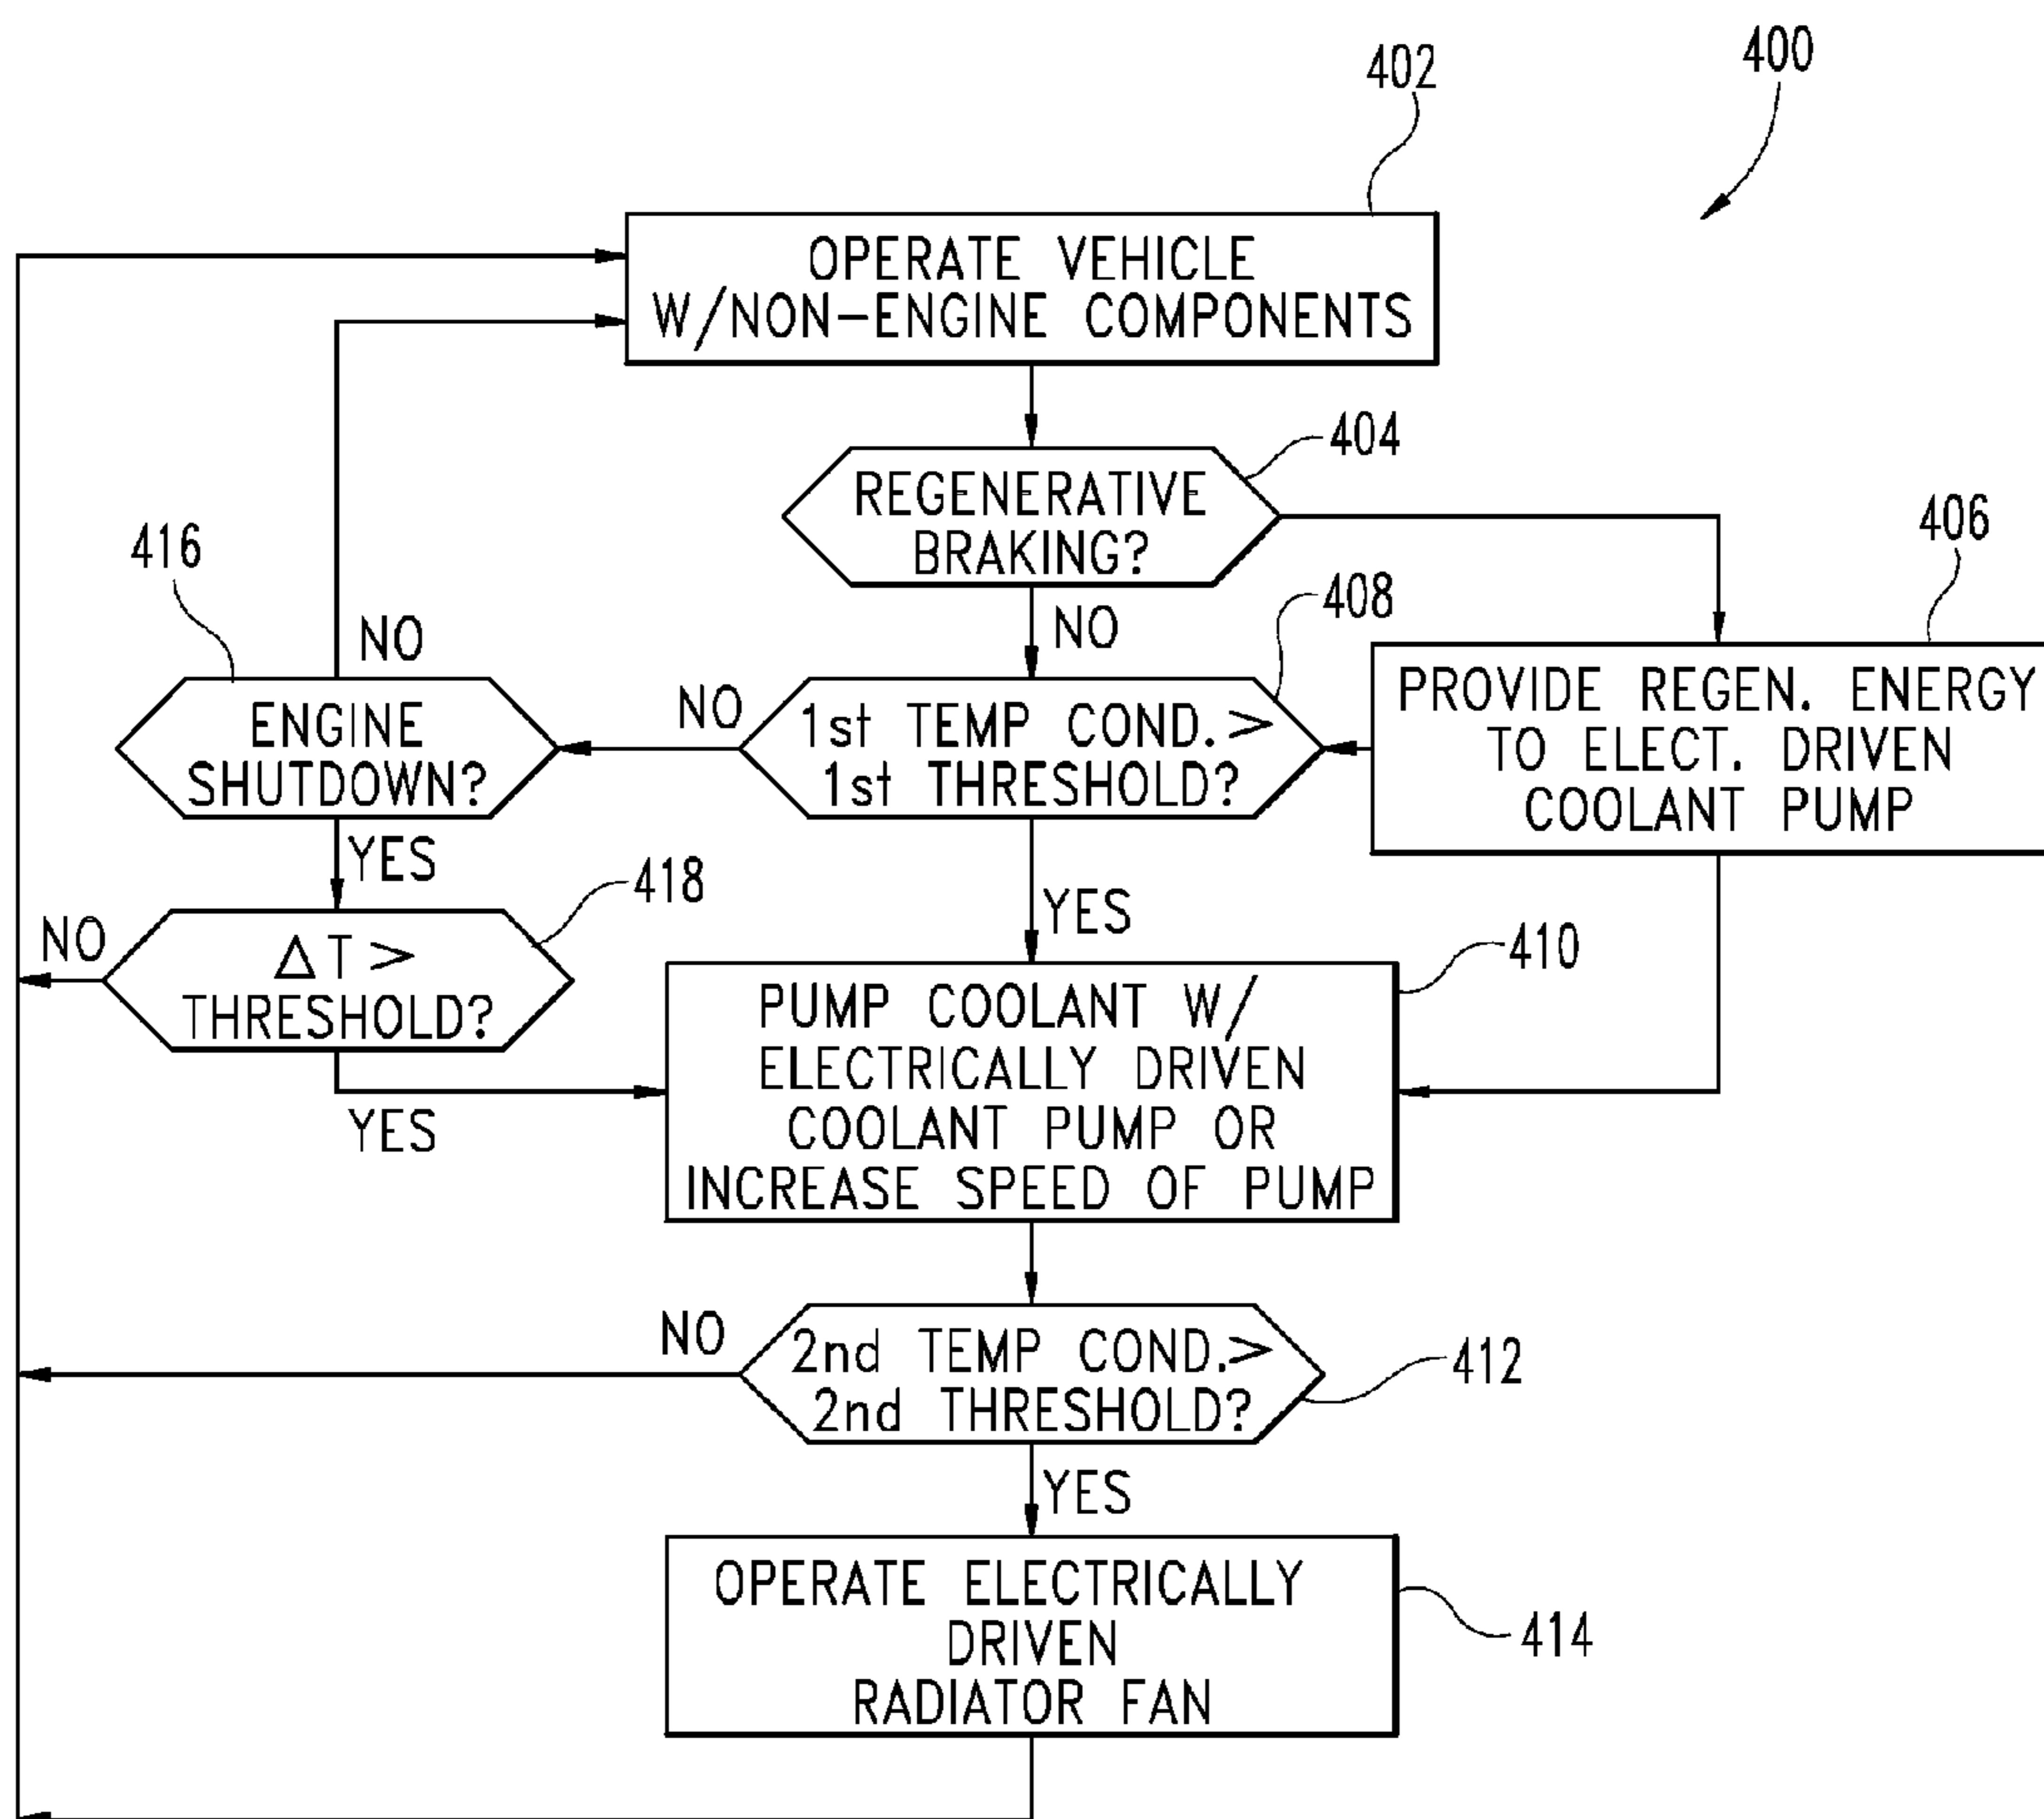 400
402
OPERATE VEHICLE
W/NON-ENGINE COMPONENTS
404
REGENERATIVE
BRAKING?
406
416
408
NO
NO
NO
PROVIDE REGEN. ENERGY
TO ELECT. DRIVEN
COOLANT PUMP
ENGINE
SHUTDOWN?
1st TEMP COND. >
1st THRESHOLD?
YES
418
YES
NO
ΔT >
THRESHOLD?
410
PUMP COOLANT W/
ELECTRICALLY DRIVEN
COOLANT PUMP OR
INCREASE SPEED OF PUMP
YES
NO
2nd TEMP COND.>
2nd THRESHOLD?
412
YES
OPERATE ELECTRICALLY
DRIVEN
RADIATOR FAN
414